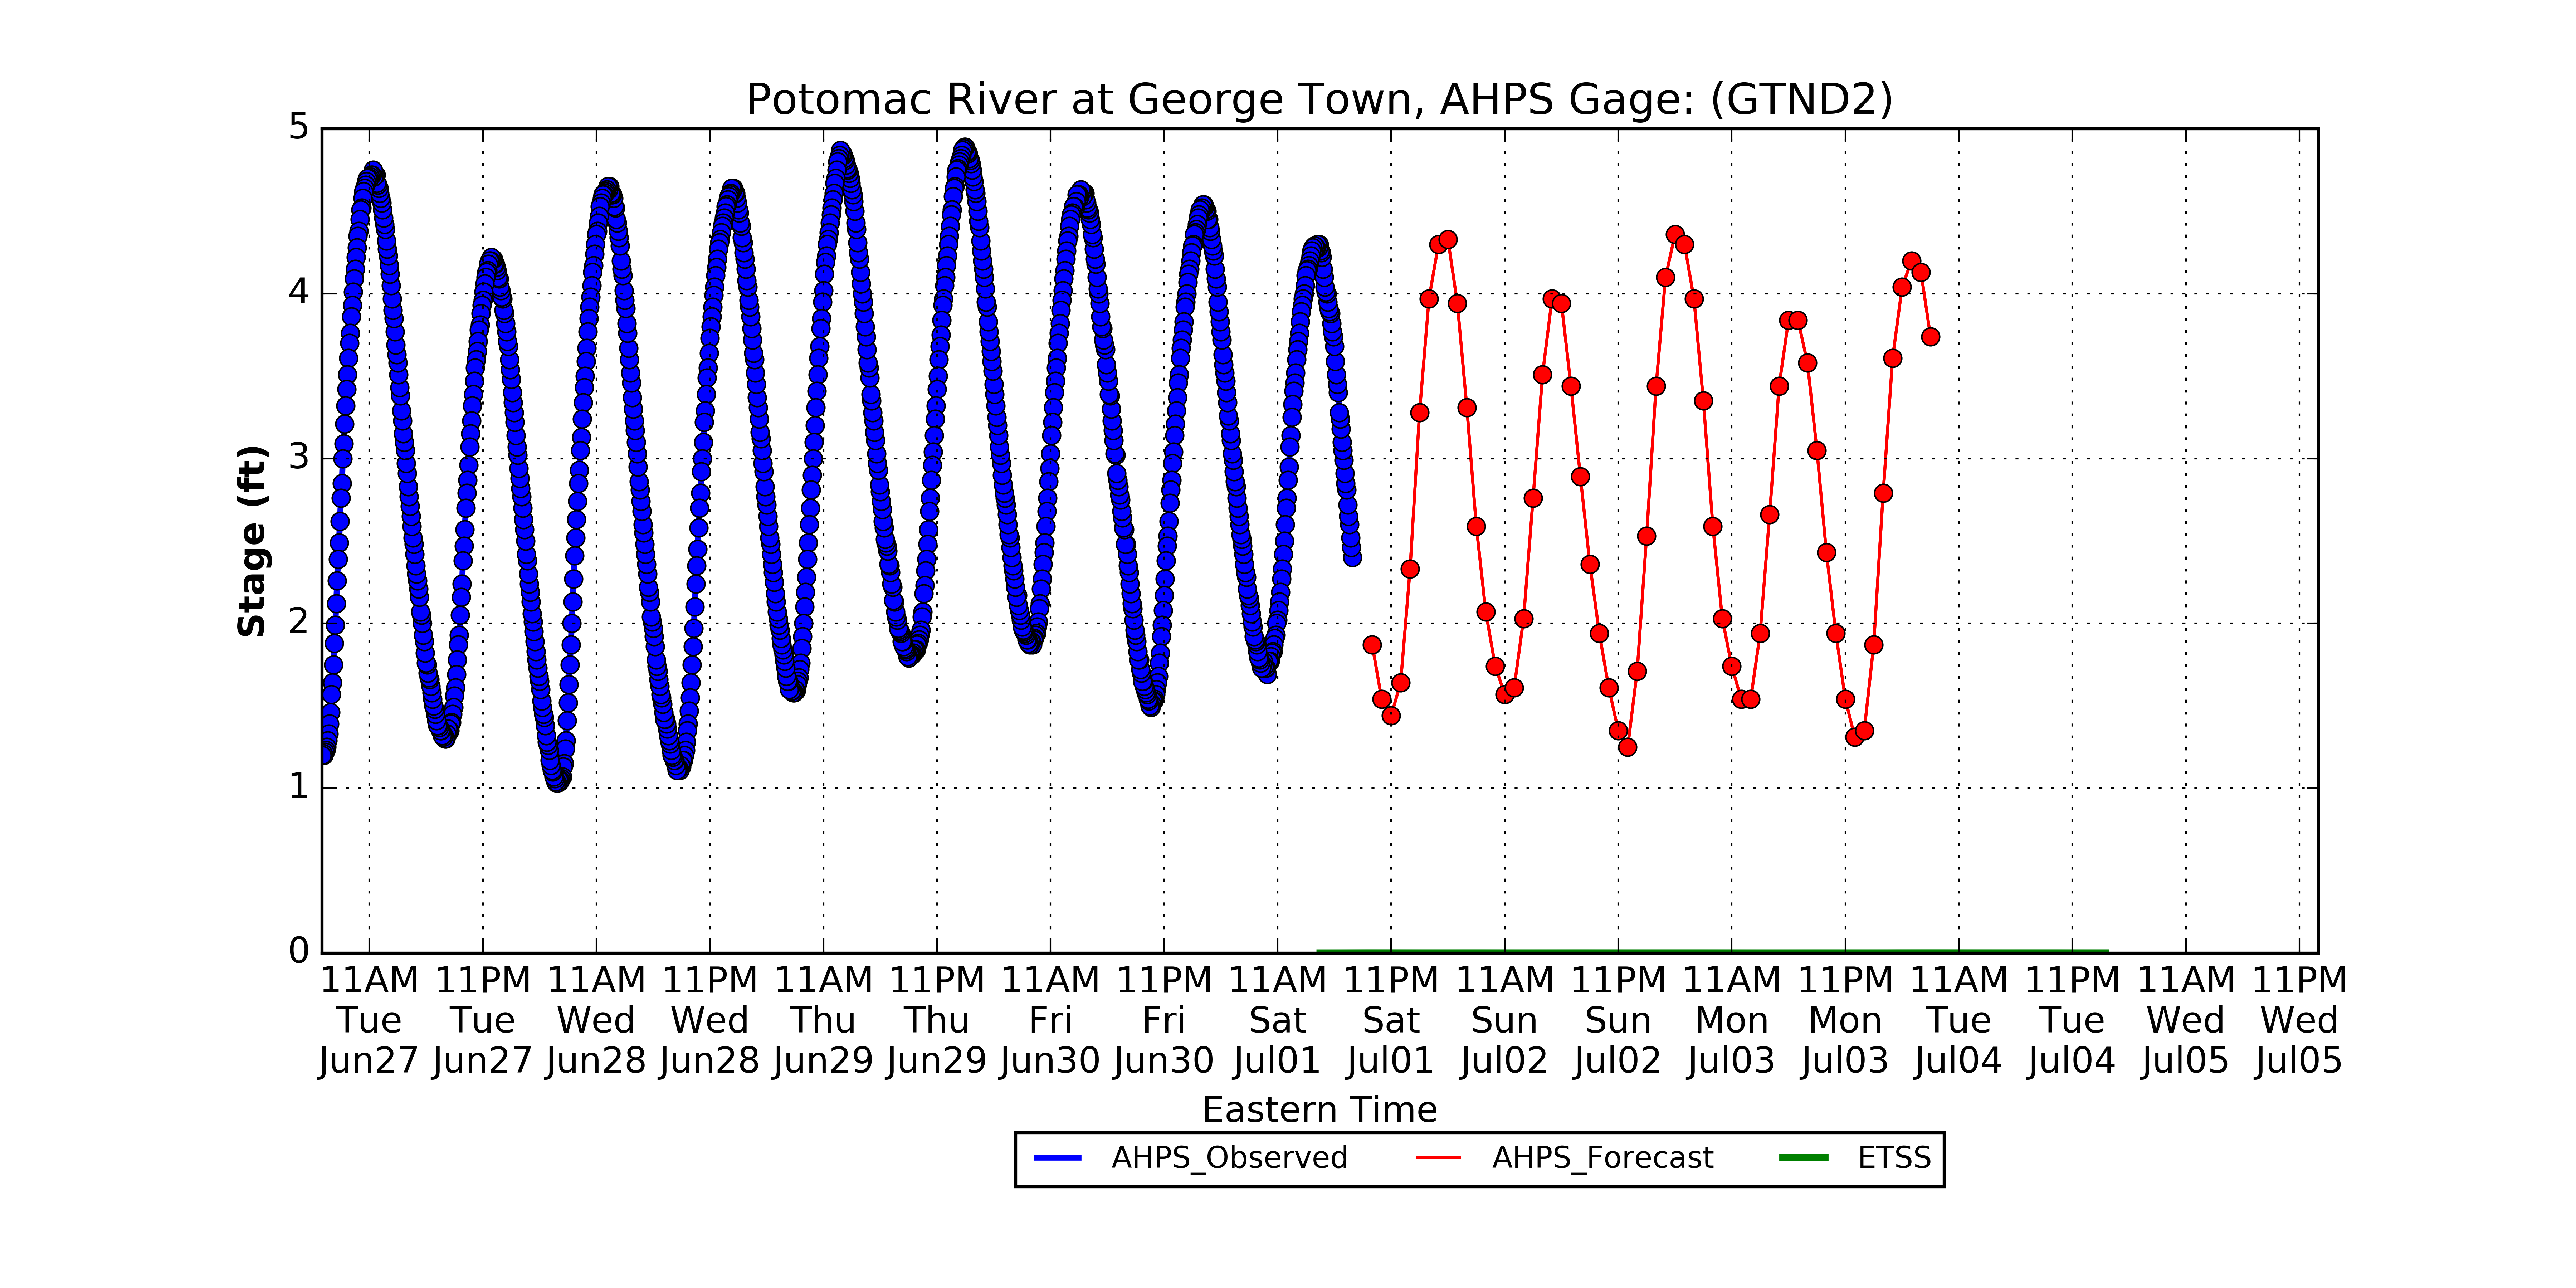 Potomac River at George Town, AHPS Gage: (GTND2)
Stage (ft)
5
4
3
2
1
0
11AM 11PM 11AM 11PM 11AM 11PM 11AM 11PM 11AM 11PM 11AM 11PM 11AM 11PM 11AM 11PM 11AM 11PM
Tue Tue Wed Wed Thu Thu Fri Fri Sat Sat Sun Sun Mon Mon Tue Tue Wed Wed
Jun27 Jun27 Jun28 Jun28 Jun29 Jun29 Jun30 Jun30 Jul01 Jul01 Jul02 Jul02 Jul03 Jul03 Jul04 Jul04 Jul05 Jul05
Eastern Time
AHPS_Observed AHPS_Forecast ETSS